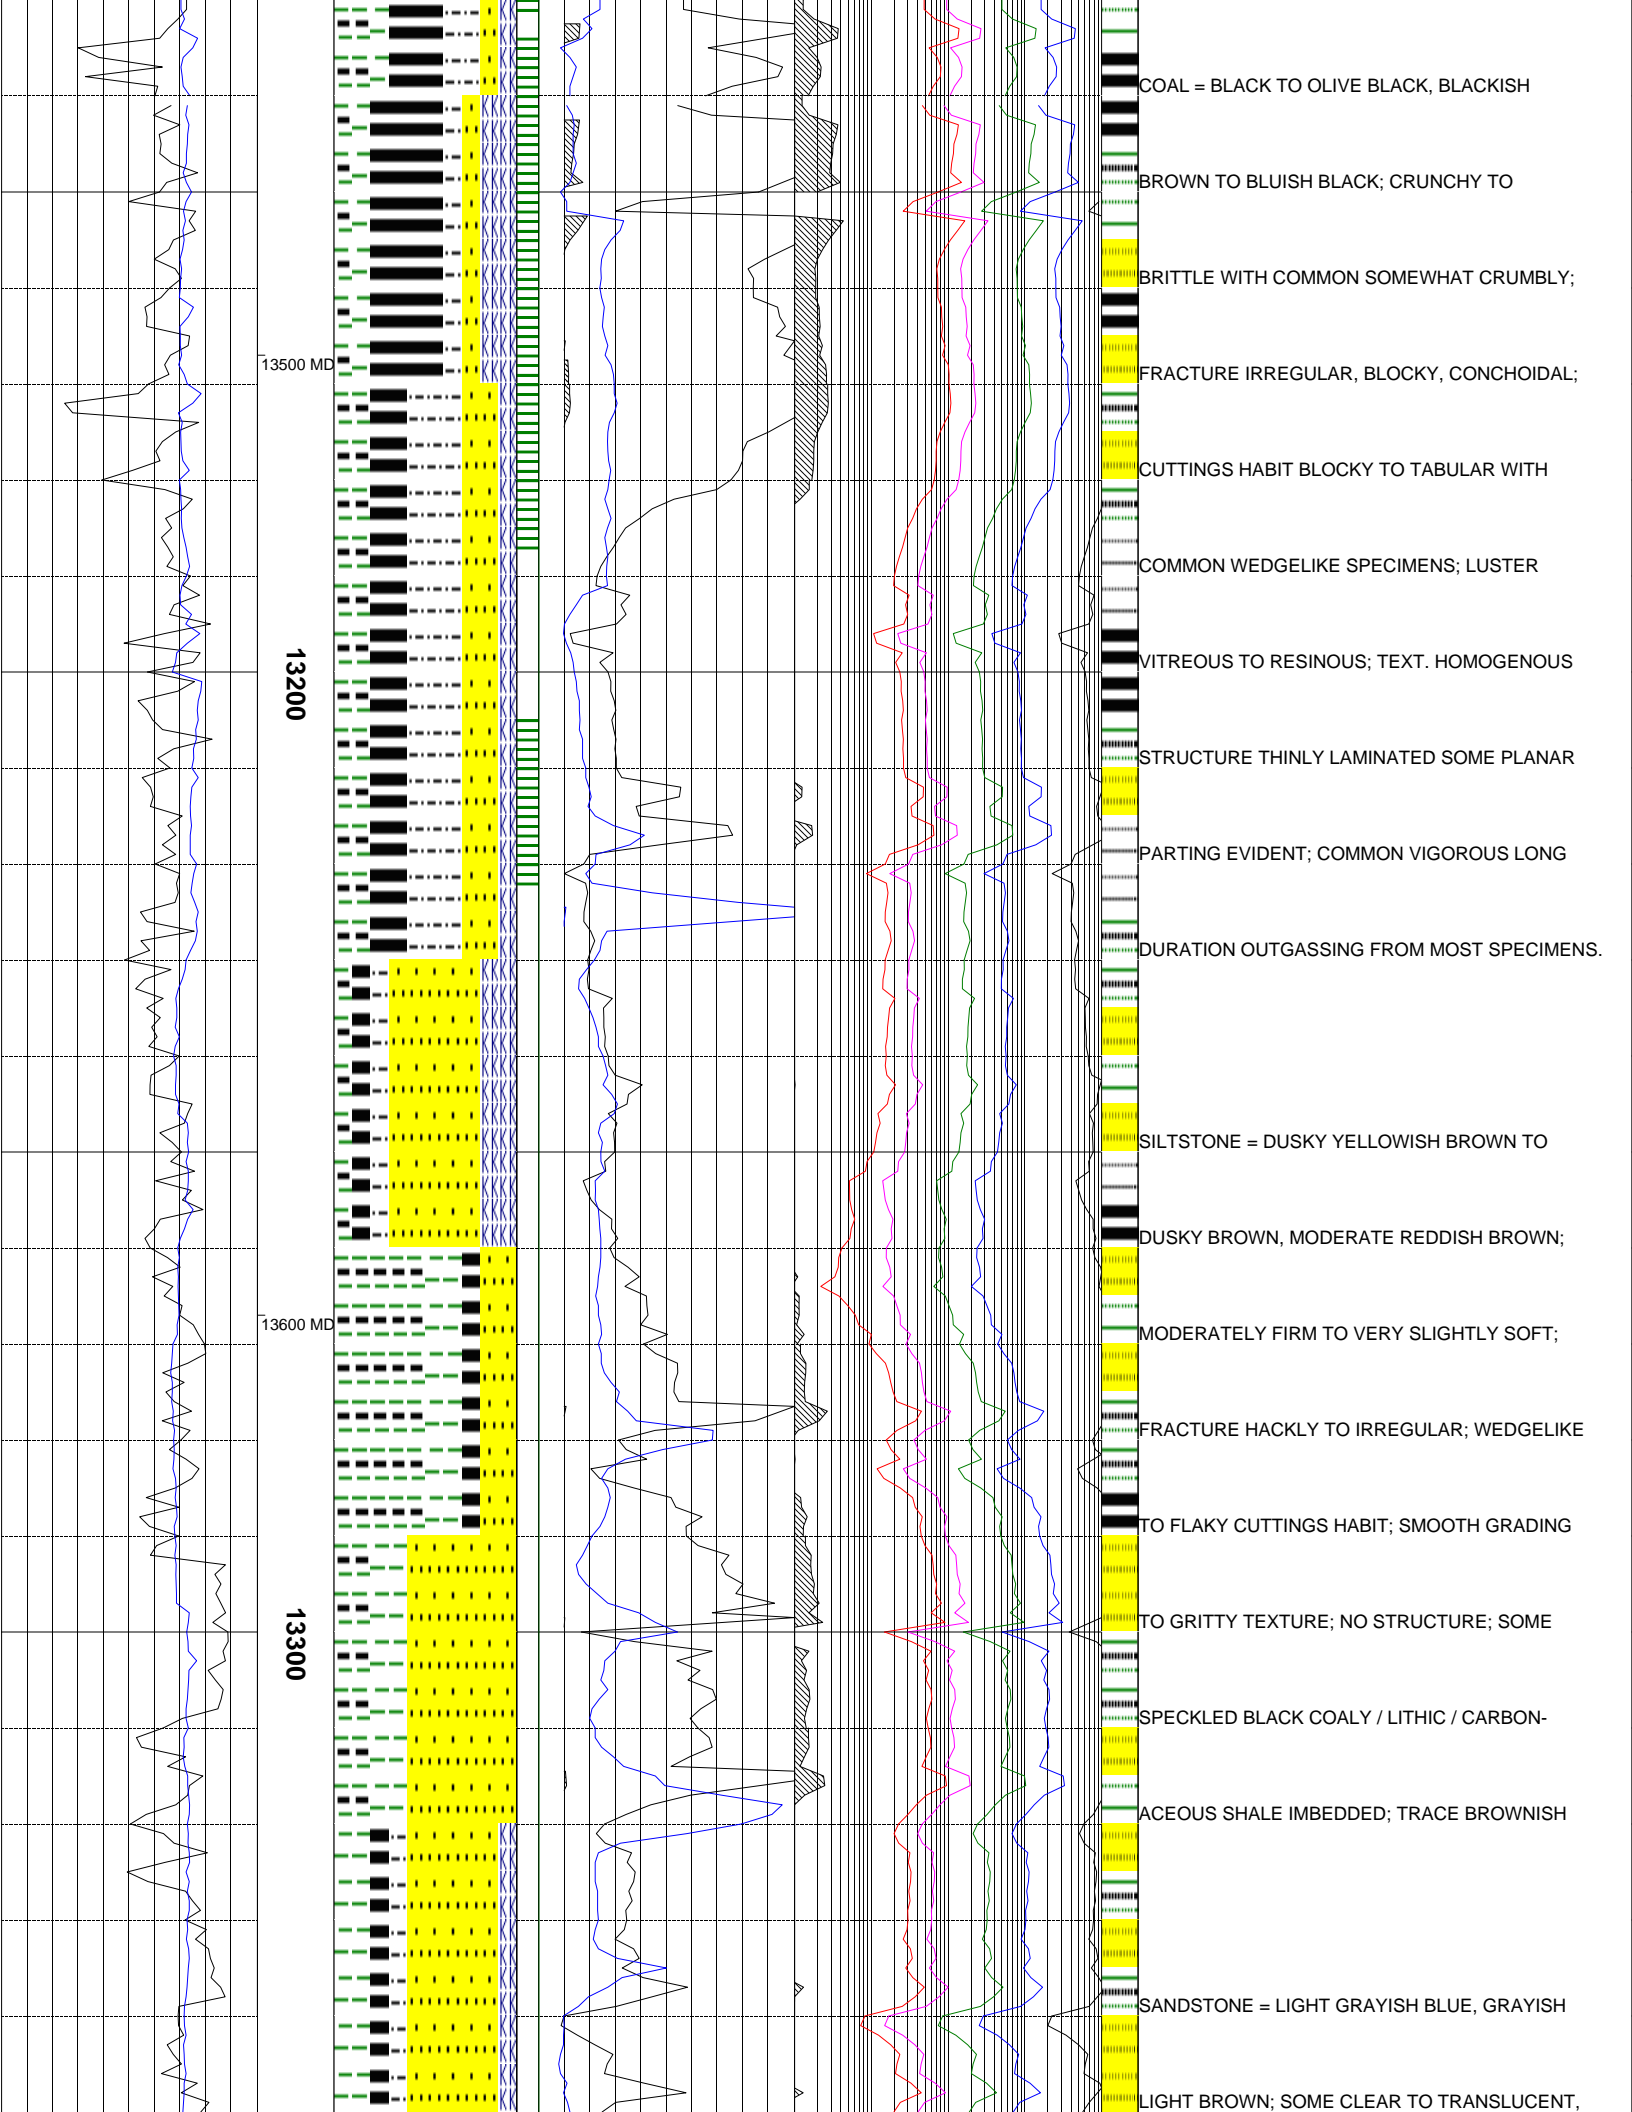 COAL = BLACK TO OLIVE BLACK, BLACKISH
BROWN TO BLUISH BLACK; CRUNCHY TO
BRITTLE WITH COMMON SOMEWHAT CRUMBLY;
13500 MD
FRACTURE IRREGULAR, BLOCKY, CONCHOIDAL;
CUTTINGS HABIT BLOCKY TO TABULAR WITH
COMMON WEDGELIKE SPECIMENS; LUSTER
13200
VITREOUS TO RESINOUS; TEXT. HOMOGENOUS
STRUCTURE THINLY LAMINATED SOME PLANAR
PARTING EVIDENT; COMMON VIGOROUS LONG
DURATION OUTGASSING FROM MOST SPECIMENS.
SILTSTONE = DUSKY YELLOWISH BROWN TO
DUSKY BROWN, MODERATE REDDISH BROWN;
13600 MD
MODERATELY FIRM TO VERY SLIGHTLY SOFT;
FRACTURE HACKLY TO IRREGULAR; WEDGELIKE
TO FLAKY CUTTINGS HABIT; SMOOTH GRADING
13300
TO GRITTY TEXTURE; NO STRUCTURE; SOME
SPECKLED BLACK COALY / LITHIC / CARBON-
ACEOUS SHALE IMBEDDED; TRACE BROWNISH
SANDSTONE = LIGHT GRAYISH BLUE, GRAYISH
LIGHT BROWN; SOME CLEAR TO TRANSLUCENT,